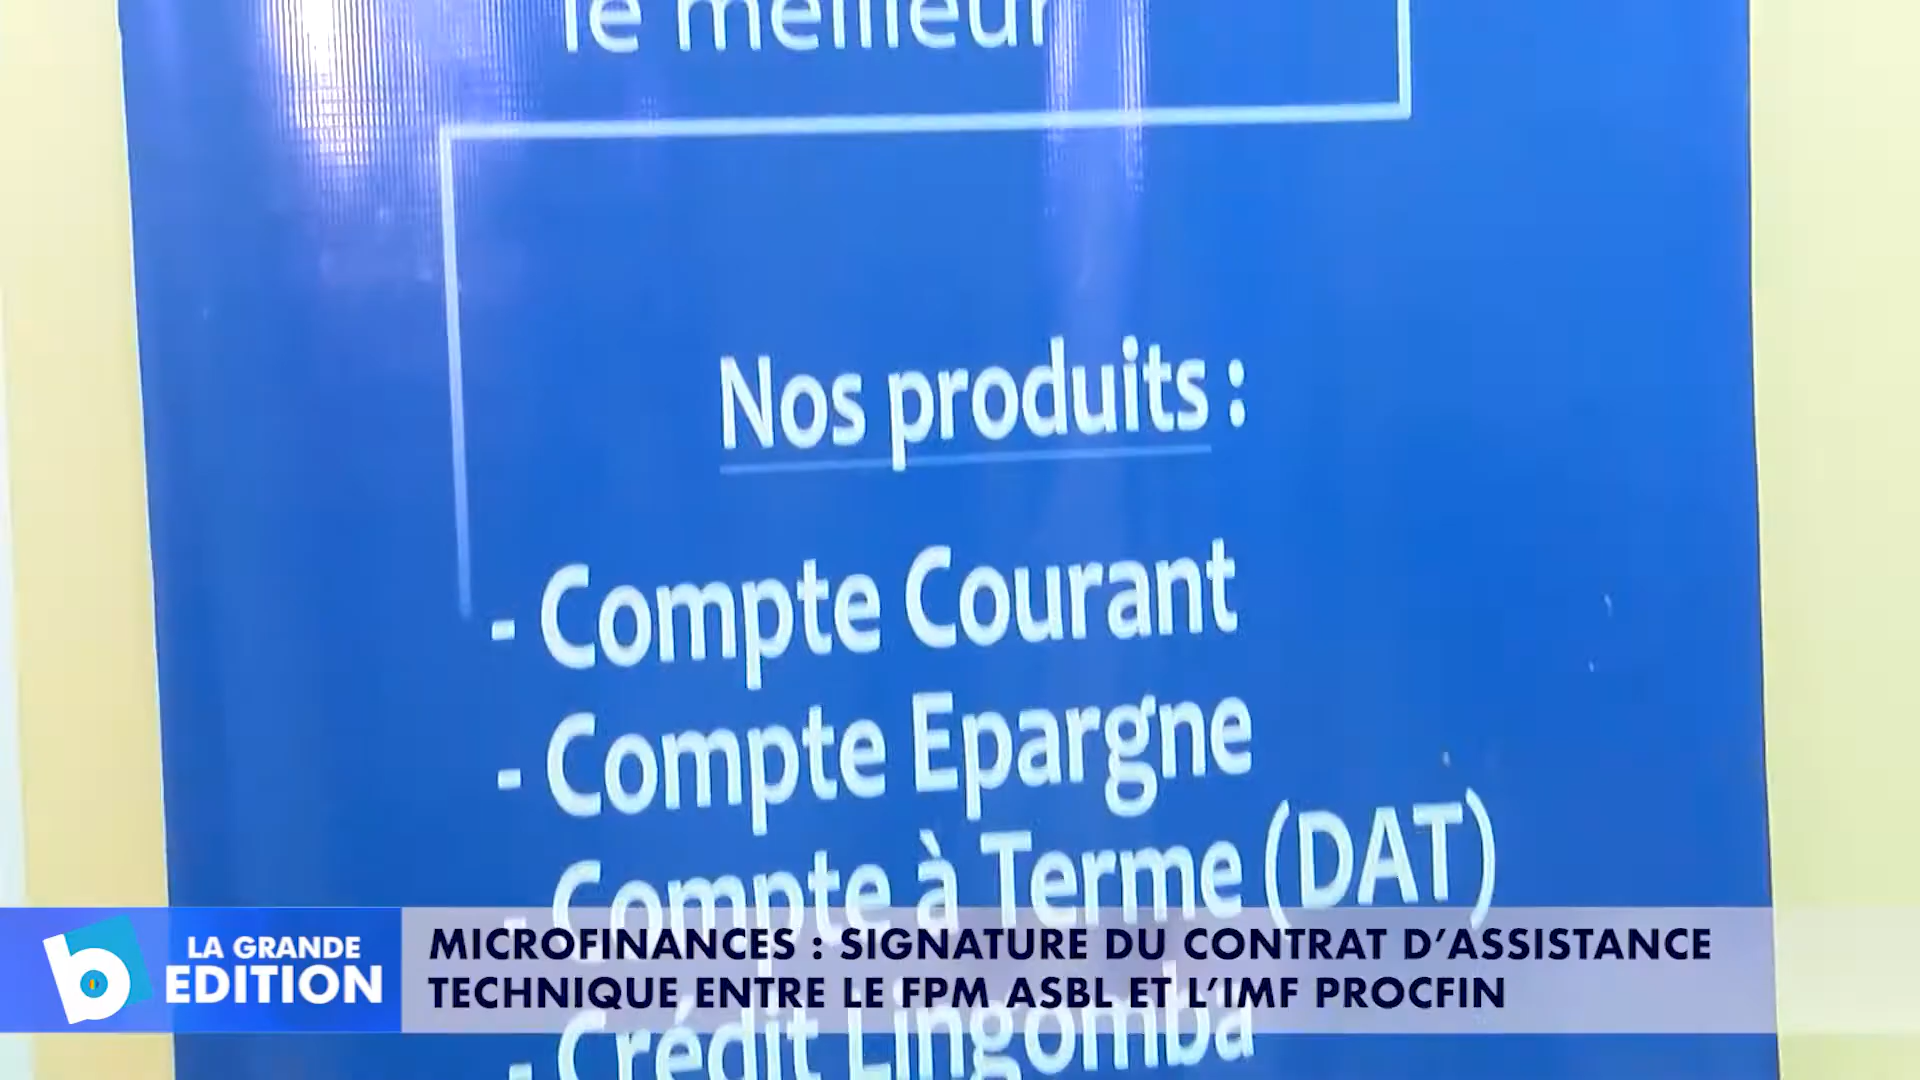 le meilleur
Nos produits :
- Compte Courant
- Compte Epargne
- Compte à Terme (DAT)
LA GRANDE
EDITION
MICROFINANCES : SIGNATURE DU CONTRAT D’ASSISTANCE
TECHNIQUE ENTRE LE FPM ASBL ET L’IMF PROCFIN
- Crédit Lingomba